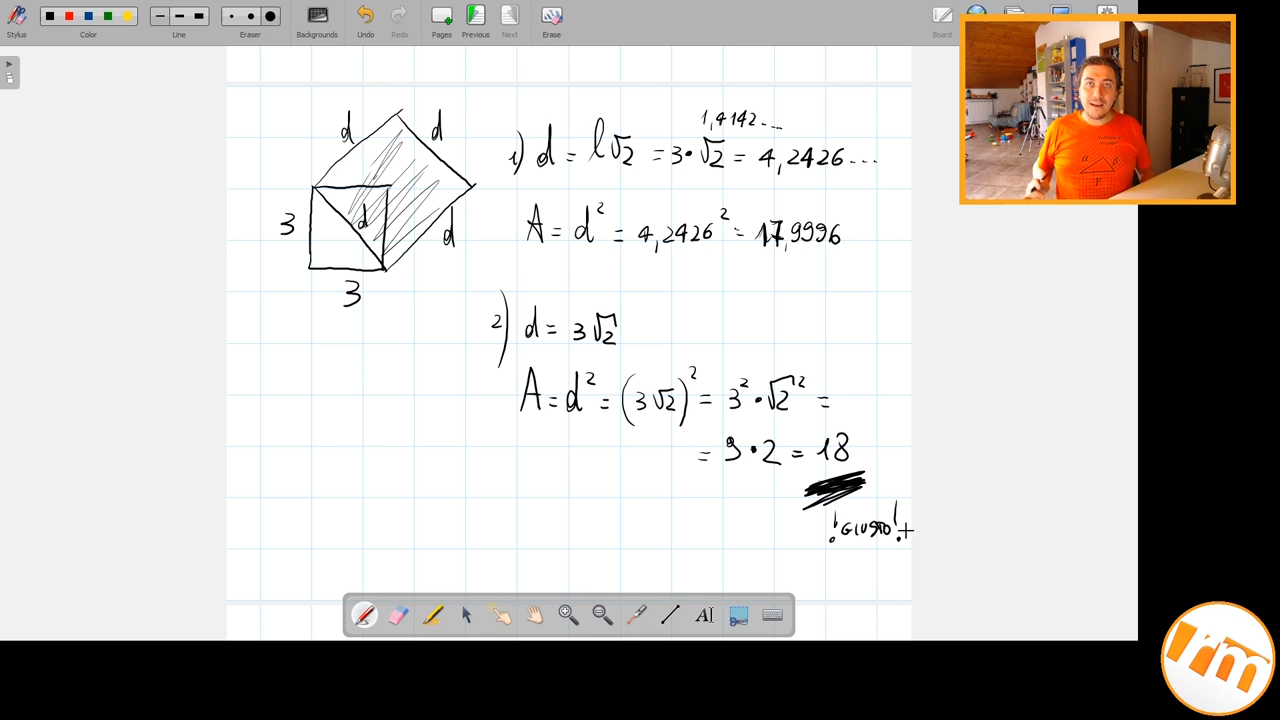 Stylus Color Line Eraser Backgrounds Undo Redo Pages Previous Next Erase Board
d d
1,4142...
1) d = l√2 = 3·√2 = 4,2426...
3 d d
A = d² = 4,2426² = 17,9996
3
2) d = 3√2
A = d² = (3√2)² = 3² · √2² =
= 9 · 2 = 18
! GIUSTO !
AI
rm